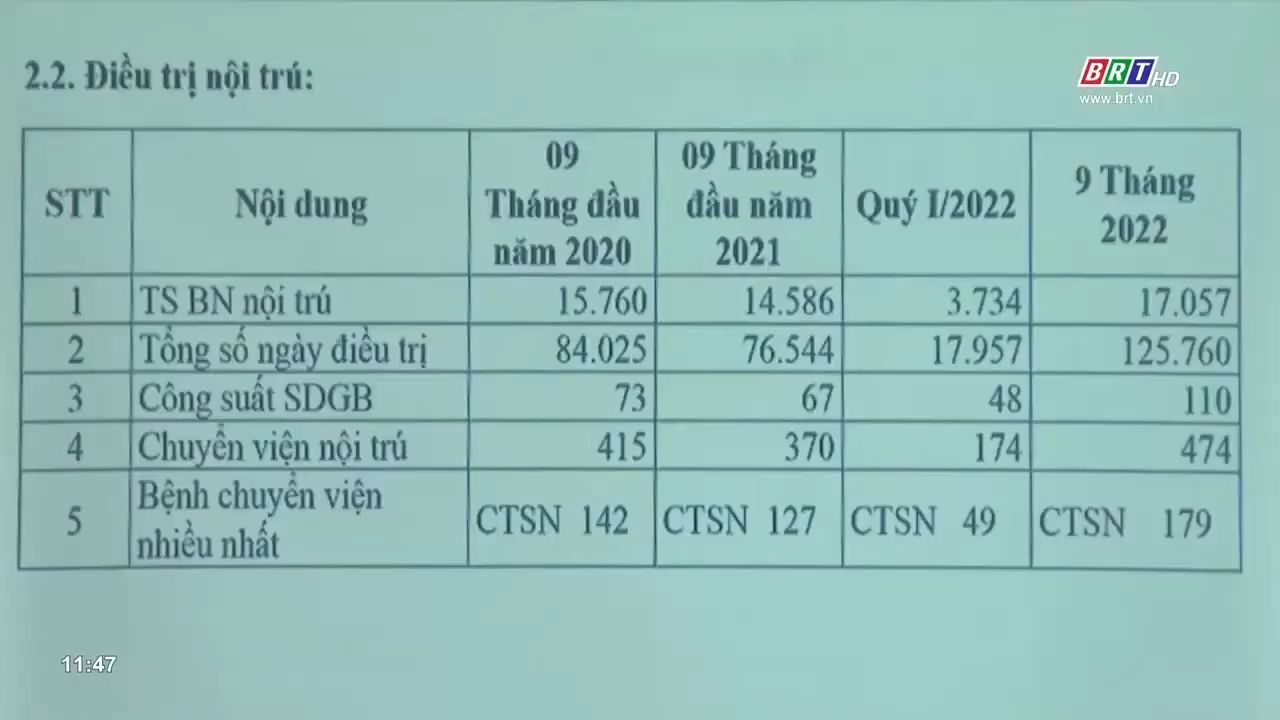 2.2. Điều trị nội trú:
BRT HD
www.brt.vn
STT Nội dung 09 Tháng đầu năm 2020 09 Tháng đầu năm 2021 Quý I/2022 9 Tháng 2022
1 TS BN nội trú 15.760 14.586 3.734 17.057
2 Tổng số ngày điều trị 84.025 76.544 17.957 125.760
3 Công suất SDGB 73 67 48 110
4 Chuyển viện nội trú 415 370 174 474
5 Bệnh chuyển viện nhiều nhất CTSN 142 CTSN 127 CTSN 49 CTSN 179
11:47